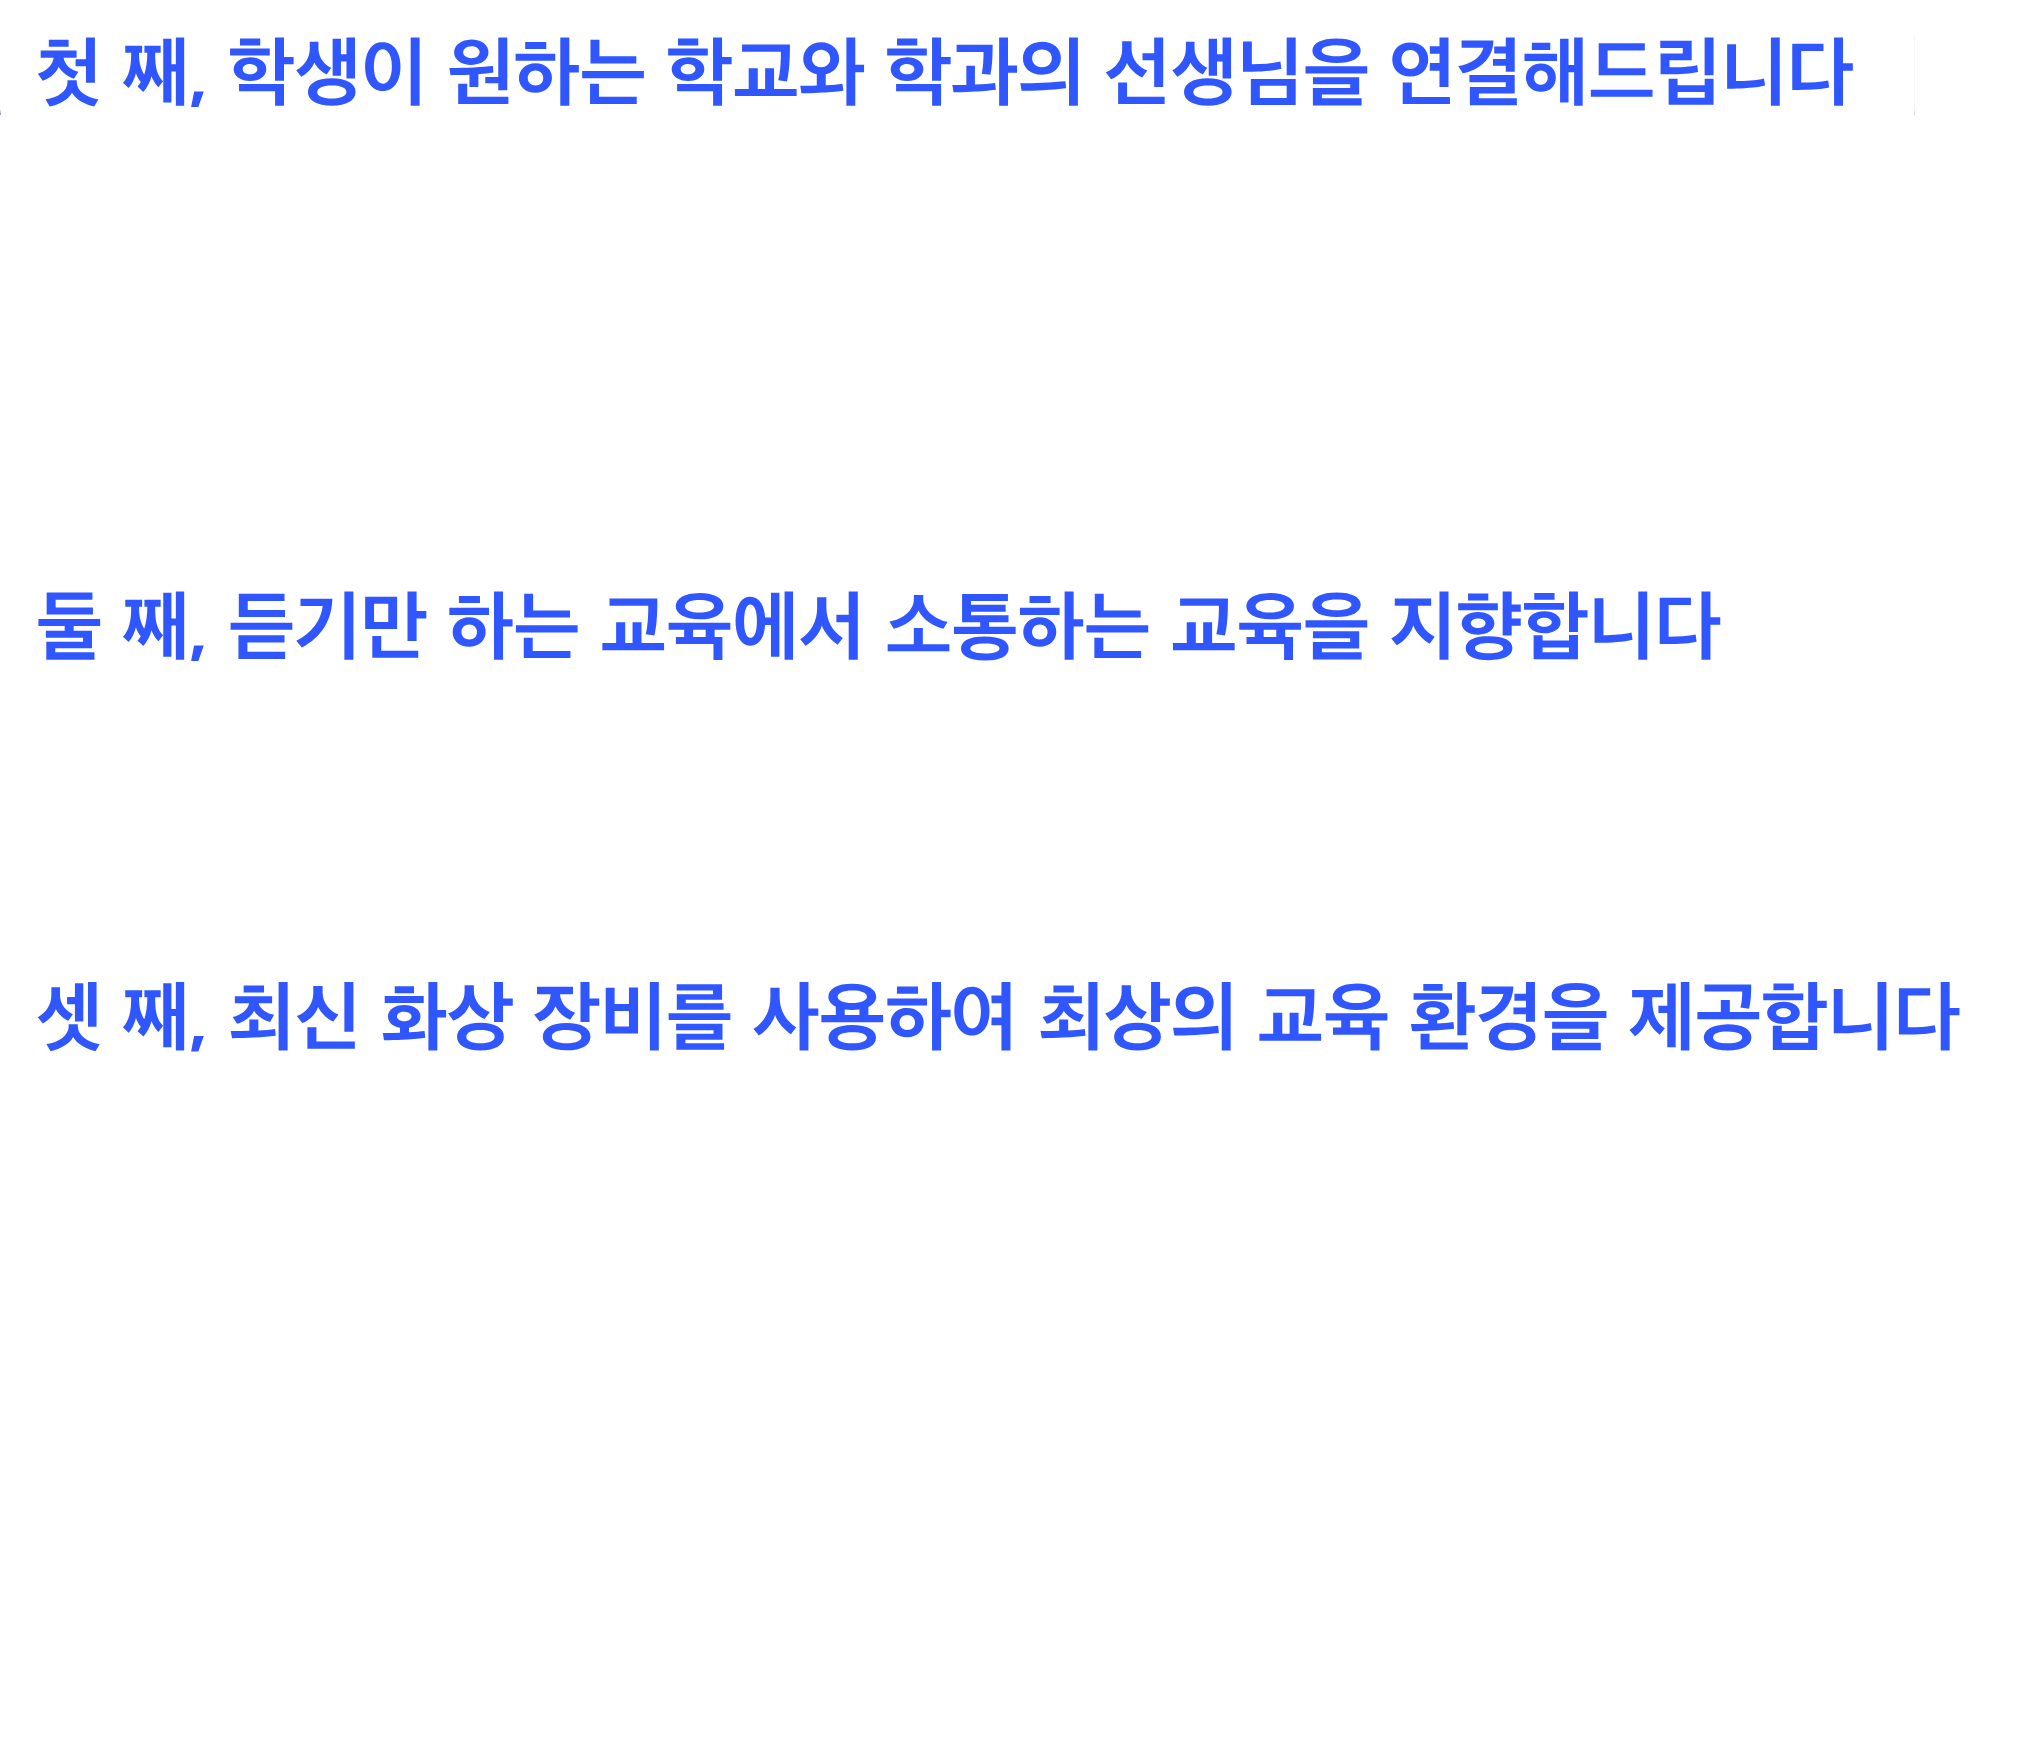 첫 째, 학생이 원하는 학교와 학과의 선생님을 연결해드립니다
둘 째, 듣기만 하는 교육에서 소통하는 교육을 지향합니다
셋 째, 최신 화상 장비를 사용하여 최상의 교육 환경을 제공합니다